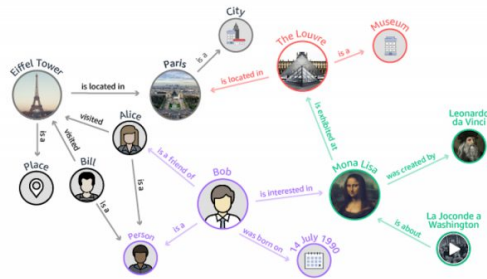 City
is a
Eiffel Tower
is located in
Paris
The Louvre
is a
Museum
is located in
visited
Alice
visited
is a
Place
Bill
is a friend of
is a
Bob
is a
is a
Person
was born on
14 July 1990
is interested in
is exhibited at
Mona Lisa
was created by
Leonardo
da Vinci
is about
La Joconde a
Washington